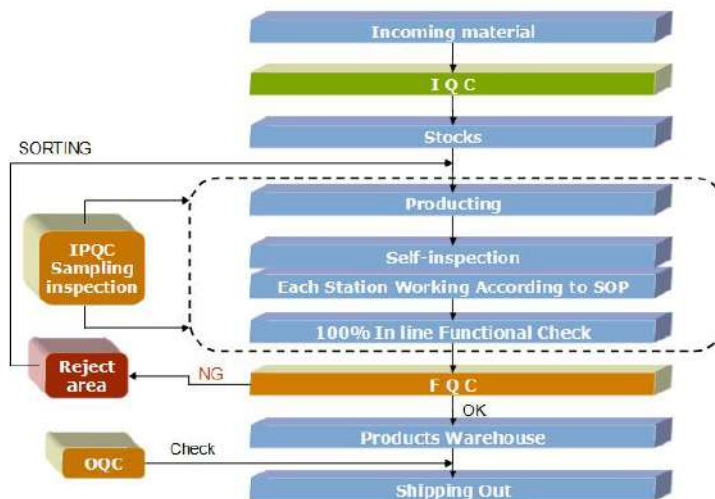 Incoming material
I Q C
Stocks
SORTING
Producting
IPQC
Sampling
inspection
Self-inspection
Each Station Working According to SOP
100% In line Functional Check
Reject
area
NG
F Q C
OK
Products Warehouse
OQC
Check
Shipping Out